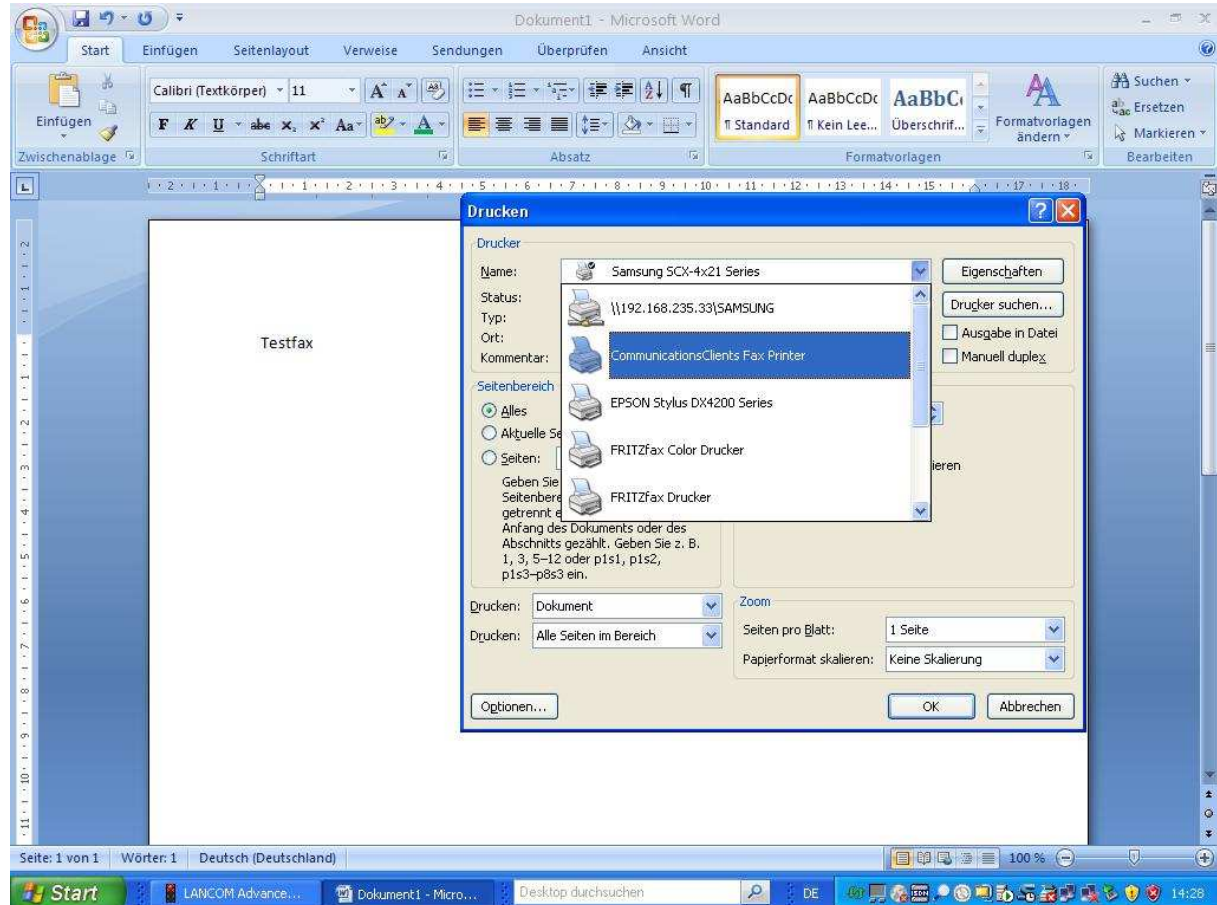 Dokument1 - Microsoft Word
Start Einfügen Seitenlayout Verweise Sendungen Überprüfen Ansicht
Einfügen
Zwischenablage
Calibri (Textkörper) 11
F K U abe x₂ x² Aa
Schriftart
Absatz
AaBbCcDc AaBbCcDc AaBbC
¶ Standard ¶ Kein Lee... Überschrif...
Formatvorlagen ändern
Formatvorlagen
Suchen
Ersetzen
Markieren
Bearbeiten
Testfax
Drucken
Drucker
Name: Samsung SCX-4x21 Series
Eigenschaften
Status:
Typ:
Ort:
Kommentar:
\\192.168.235.33\SAMSUNG
CommunicationsClients Fax Printer
EPSON Stylus DX4200 Series
FRITZfax Color Drucker
FRITZfax Drucker
Drucker suchen...
Ausgabe in Datei
Manuell duplex
Seitenbereich
Alles
Aktuelle Se
Seiten:
ieren
Geben Sie
Seitenbere
getrennt e
Anfang des Dokuments oder des
Abschnitts gezählt. Geben Sie z. B.
1, 3, 5–12 oder p1s1, p1s2,
p1s3–p8s3 ein.
Drucken: Dokument
Drucken: Alle Seiten im Bereich
Zoom
Seiten pro Blatt: 1 Seite
Papierformat skalieren: Keine Skalierung
Optionen...
OK
Abbrechen
Seite: 1 von 1 Wörter: 1 Deutsch (Deutschland)
100 %
Start LANCOM Advance... Dokument1 - Micro... Desktop durchsuchen DE 14:28